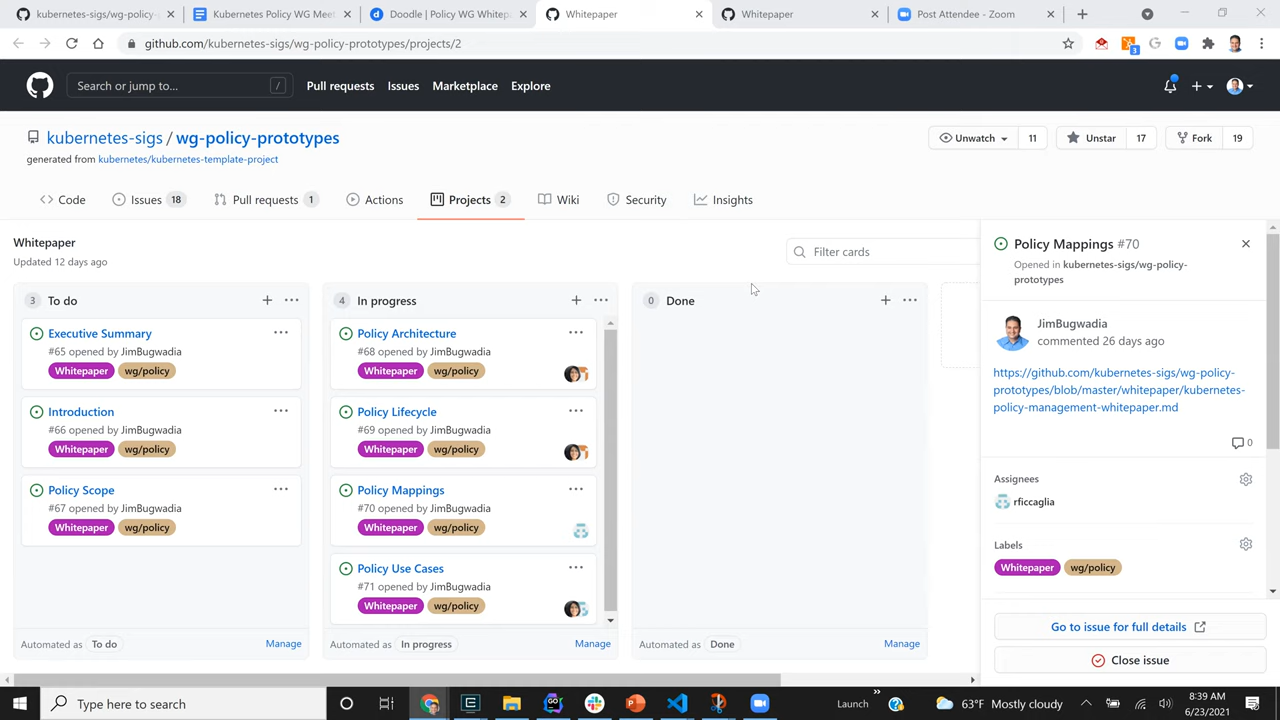 kubernetes-sigs/wg-policy-
Kubernetes Policy WG Meet
Doodle | Policy WG Whitepa
Whitepaper
Whitepaper
Post Attendee - Zoom
github.com/kubernetes-sigs/wg-policy-prototypes/projects/2
3
Search or jump to...
/
Pull requests
Issues
Marketplace
Explore
kubernetes-sigs / wg-policy-prototypes
Unwatch
11
Unstar
17
Fork
19
generated from kubernetes/kubernetes-template-project
Code
Issues 18
Pull requests 1
Actions
Projects 2
Wiki
Security
Insights
Whitepaper
Updated 12 days ago
Filter cards
3 To do
Executive Summary
#65 opened by JimBugwadia
Whitepaper wg/policy
Introduction
#66 opened by JimBugwadia
Whitepaper wg/policy
Policy Scope
#67 opened by JimBugwadia
Whitepaper wg/policy
Automated as To do
Manage
4 In progress
Policy Architecture
#68 opened by JimBugwadia
Whitepaper wg/policy
Policy Lifecycle
#69 opened by JimBugwadia
Whitepaper wg/policy
Policy Mappings
#70 opened by JimBugwadia
Whitepaper wg/policy
Policy Use Cases
#71 opened by JimBugwadia
Whitepaper wg/policy
Automated as In progress
Manage
0 Done
Automated as Done
Manage
Policy Mappings #70
Opened in kubernetes-sigs/wg-policy-
prototypes
JimBugwadia
commented 26 days ago
https://github.com/kubernetes-sigs/wg-policy-
prototypes/blob/master/whitepaper/kubernetes-
policy-management-whitepaper.md
0
Assignees
rficcaglia
Labels
Whitepaper wg/policy
Go to issue for full details
Close issue
Type here to search
Launch
63°F Mostly cloudy
8:39 AM
6/23/2021